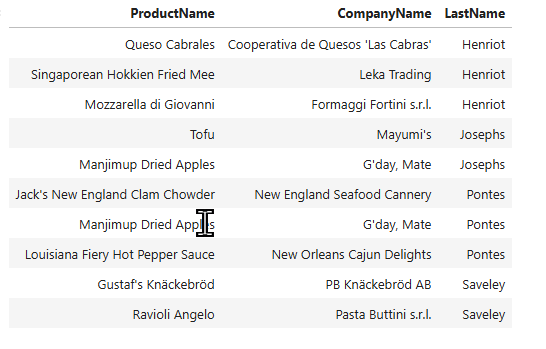 ProductName CompanyName LastName
Queso Cabrales Cooperativa de Quesos 'Las Cabras' Henriot
Singaporean Hokkien Fried Mee Leka Trading Henriot
Mozzarella di Giovanni Formaggi Fortini s.r.l. Henriot
Tofu Mayumi's Josephs
Manjimup Dried Apples G'day, Mate Josephs
Jack's New England Clam Chowder New England Seafood Cannery Pontes
Manjimup Dried Apples G'day, Mate Pontes
Louisiana Fiery Hot Pepper Sauce New Orleans Cajun Delights Pontes
Gustaf's Knäckebröd PB Knäckebröd AB Saveley
Ravioli Angelo Pasta Buttini s.r.l. Saveley